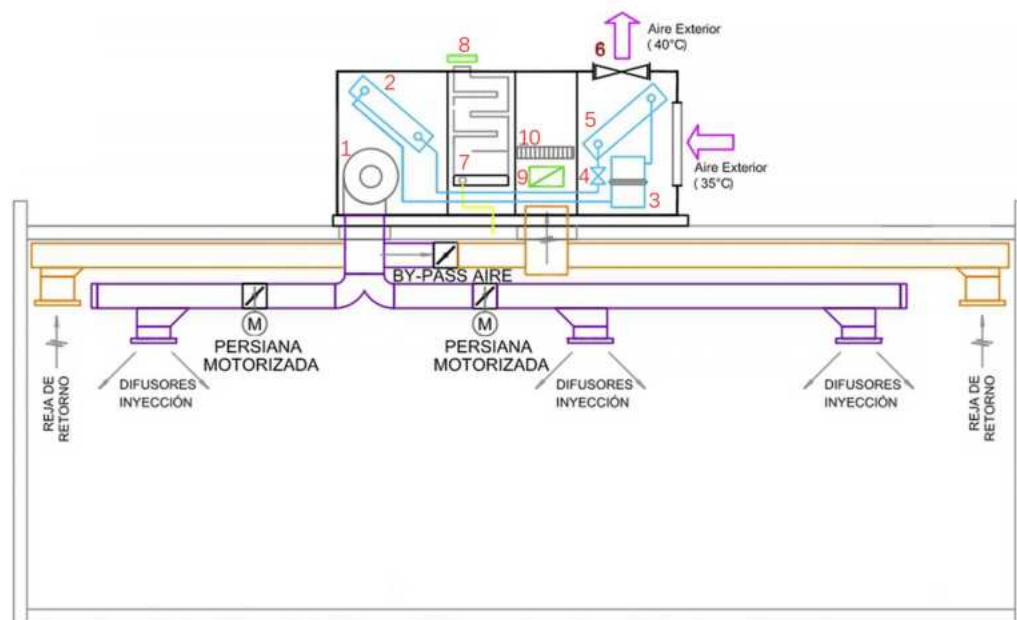 Aire Exterior
(40°C)
8
6
2
5
10
1
7
9
4
3
Aire Exterior
(35°C)
BY-PASS AIRE
M
PERSIANA
MOTORIZADA
M
PERSIANA
MOTORIZADA
REJA DE
RETORNO
DIFUSORES
INYECCIÓN
DIFUSORES
INYECCIÓN
DIFUSORES
INYECCIÓN
REJA DE
RETORNO